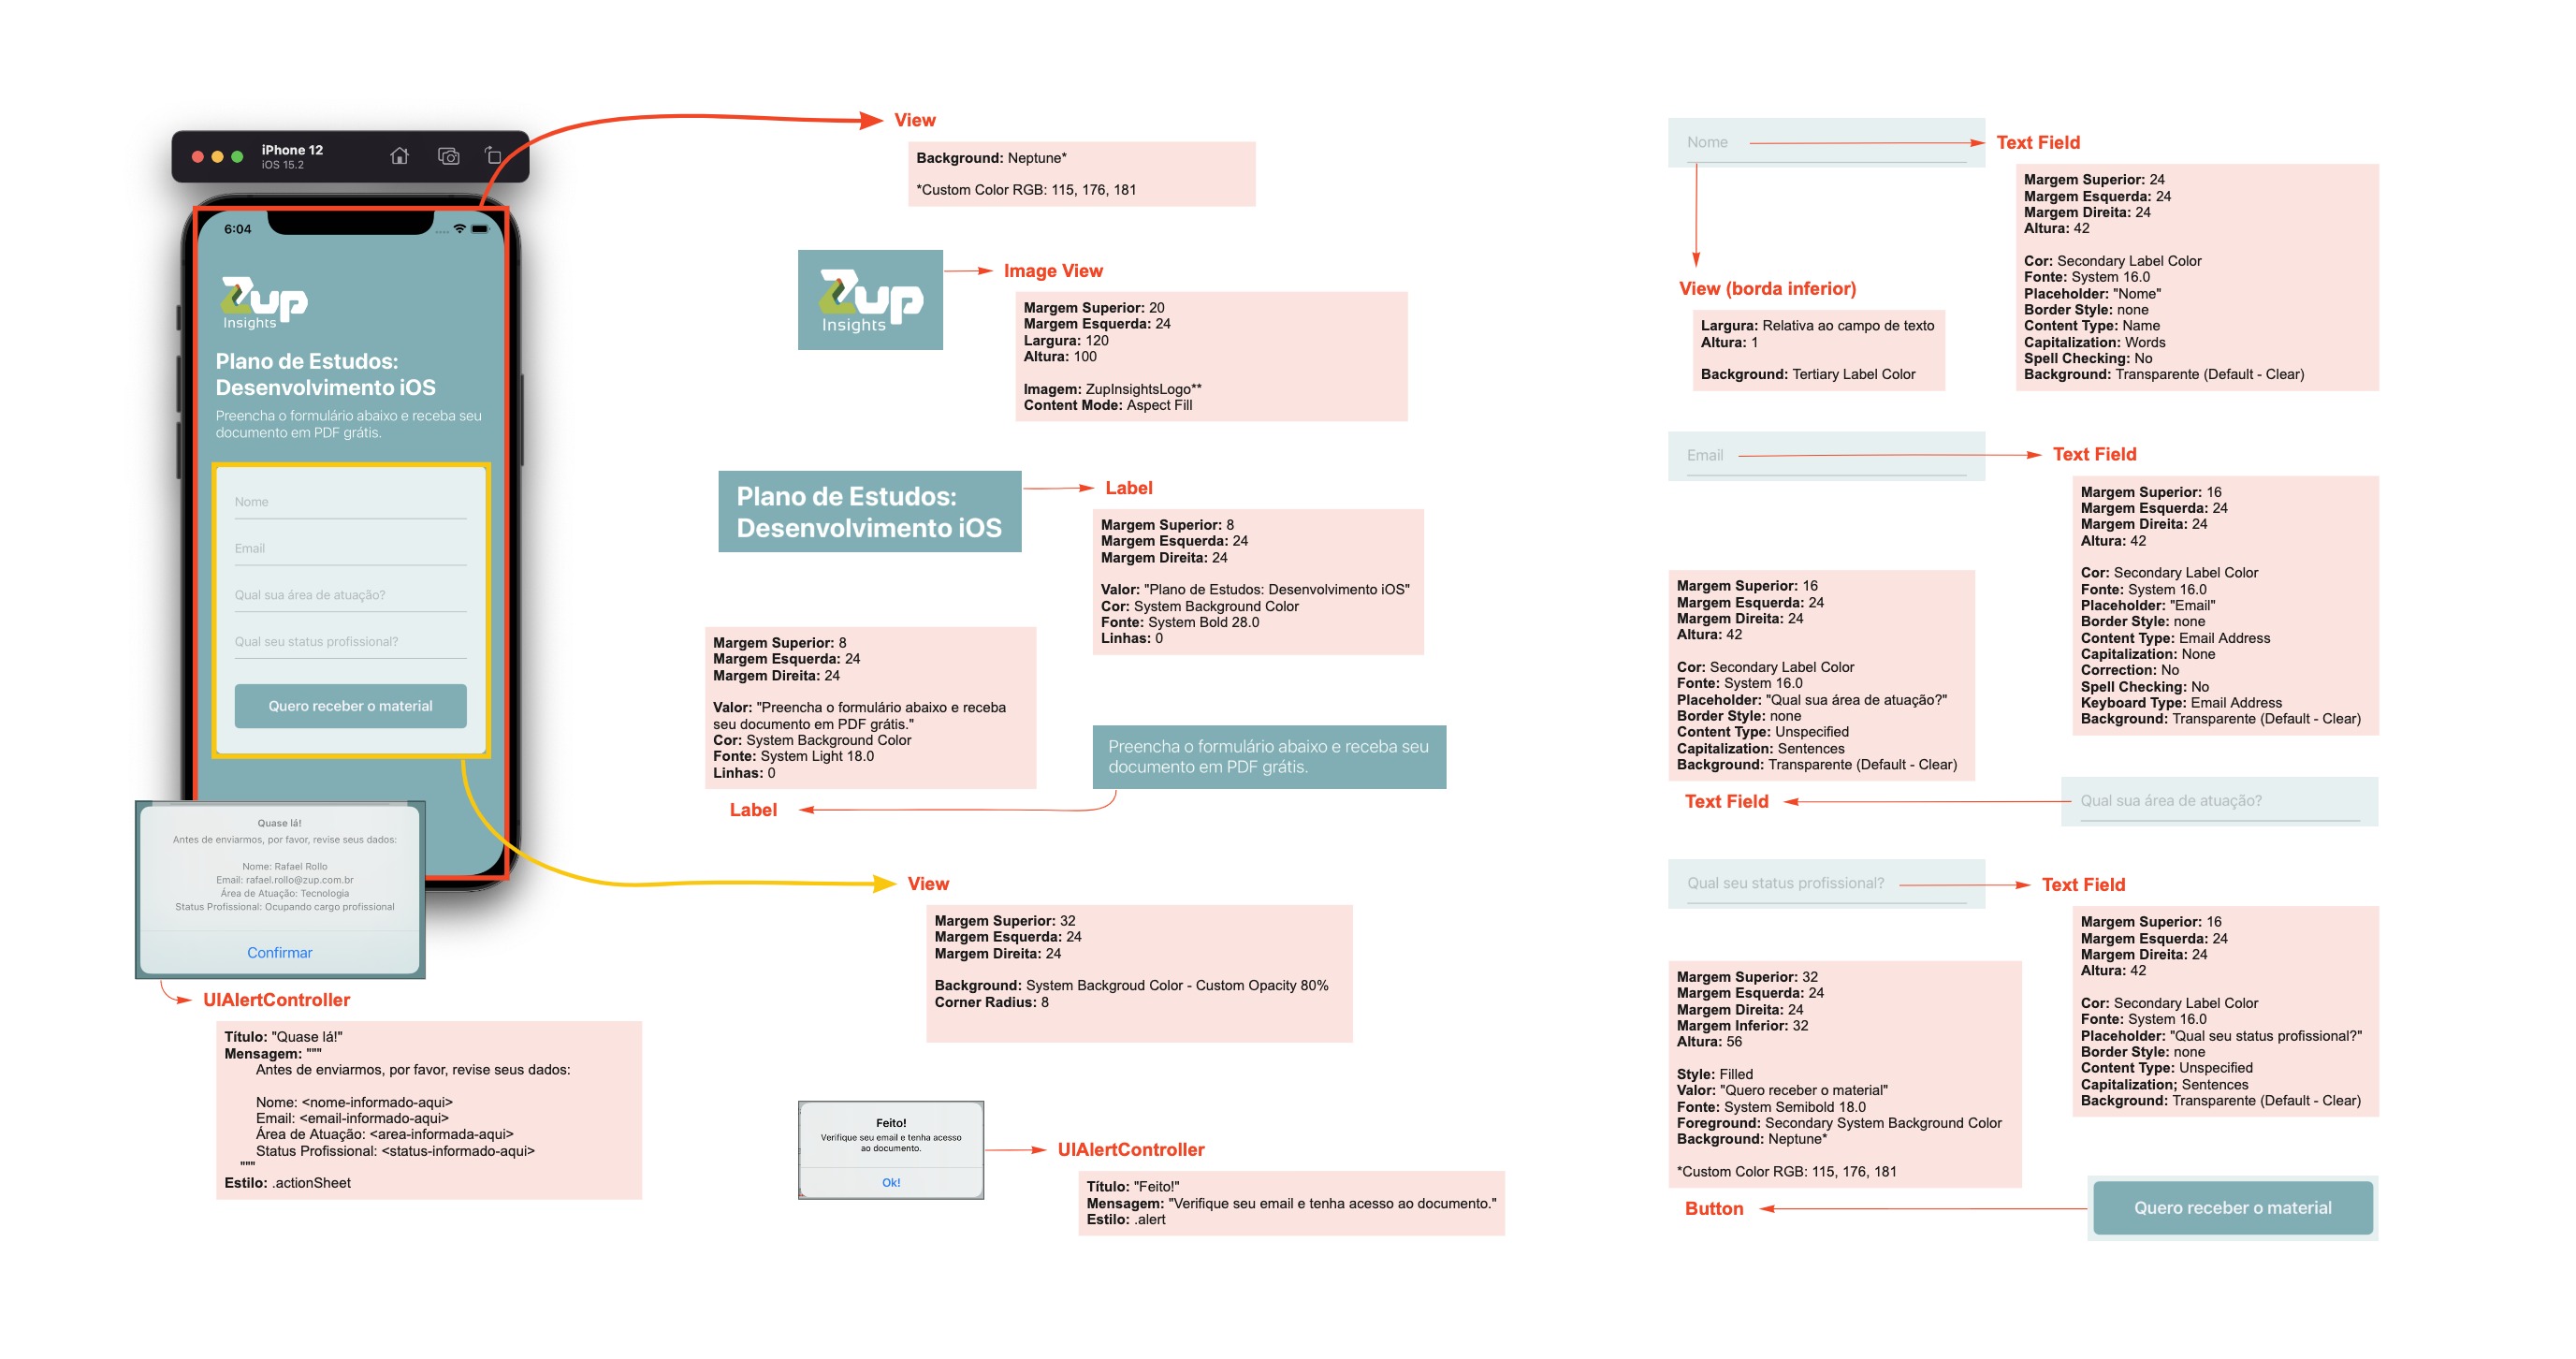 iPhone 12
iOS 15.2
6:04
Zup
Insights
Plano de Estudos:
Desenvolvimento iOS
Preencha o formulário abaixo e receba seu
documento em PDF grátis.
Nome
Email
Qual sua área de atuação?
Qual seu status profissional?
Quero receber o material
Quase lá!
Antes de enviarmos, por favor, revise seus dados:
Nome: Rafael Rollo
Email: rafael.rollo@zup.com.br
Área de Atuação: Tecnologia
Status Profissional: Ocupando cargo profissional
Confirmar
UIAlertController
Título: "Quase lá!"
Mensagem: """
Antes de enviarmos, por favor, revise seus dados:
Nome: <nome-informado-aqui>
Email: <email-informado-aqui>
Área de Atuação: <area-informada-aqui>
Status Profissional: <status-informado-aqui>
"""
Estilo: .actionSheet
View
Background: Neptune*
*Custom Color RGB: 115, 176, 181
Zup
Insights
Image View
Margem Superior: 20
Margem Esquerda: 24
Largura: 120
Altura: 100
Imagem: ZupInsightsLogo**
Content Mode: Aspect Fill
Plano de Estudos:
Desenvolvimento iOS
Label
Margem Superior: 8
Margem Esquerda: 24
Margem Direita: 24
Valor: "Plano de Estudos: Desenvolvimento iOS"
Cor: System Background Color
Fonte: System Bold 28.0
Linhas: 0
Margem Superior: 8
Margem Esquerda: 24
Margem Direita: 24
Valor: "Preencha o formulário abaixo e receba
seu documento em PDF grátis."
Cor: System Background Color
Fonte: System Light 18.0
Linhas: 0
Label
Preencha o formulário abaixo e receba seu
documento em PDF grátis.
View
Margem Superior: 32
Margem Esquerda: 24
Margem Direita: 24
Background: System Backgroud Color - Custom Opacity 80%
Corner Radius: 8
Feito!
Verifique seu email e tenha acesso
ao documento.
Ok!
UIAlertController
Título: "Feito!"
Mensagem: "Verifique seu email e tenha acesso ao documento."
Estilo: .alert
Nome
Text Field
Margem Superior: 24
Margem Esquerda: 24
Margem Direita: 24
Altura: 42
Cor: Secondary Label Color
Fonte: System 16.0
Placeholder: "Nome"
Border Style: none
Content Type: Name
Capitalization: Words
Spell Checking: No
Background: Transparente (Default - Clear)
View (borda inferior)
Largura: Relativa ao campo de texto
Altura: 1
Background: Tertiary Label Color
Email
Text Field
Margem Superior: 16
Margem Esquerda: 24
Margem Direita: 24
Altura: 42
Cor: Secondary Label Color
Fonte: System 16.0
Placeholder: "Email"
Border Style: none
Content Type: Email Address
Capitalization: None
Correction: No
Spell Checking: No
Keyboard Type: Email Address
Background: Transparente (Default - Clear)
Margem Superior: 16
Margem Esquerda: 24
Margem Direita: 24
Altura: 42
Cor: Secondary Label Color
Fonte: System 16.0
Placeholder: "Qual sua área de atuação?"
Border Style: none
Content Type: Unspecified
Capitalization: Sentences
Background: Transparente (Default - Clear)
Text Field
Qual sua área de atuação?
Qual seu status profissional?
Text Field
Margem Superior: 16
Margem Esquerda: 24
Margem Direita: 24
Altura: 42
Cor: Secondary Label Color
Fonte: System 16.0
Placeholder: "Qual seu status profissional?"
Border Style: none
Content Type: Unspecified
Capitalization; Sentences
Background: Transparente (Default - Clear)
Margem Superior: 32
Margem Esquerda: 24
Margem Direita: 24
Margem Inferior: 32
Altura: 56
Style: Filled
Valor: "Quero receber o material"
Fonte: System Semibold 18.0
Foreground: Secondary System Background Color
Background: Neptune*
*Custom Color RGB: 115, 176, 181
Button
Quero receber o material